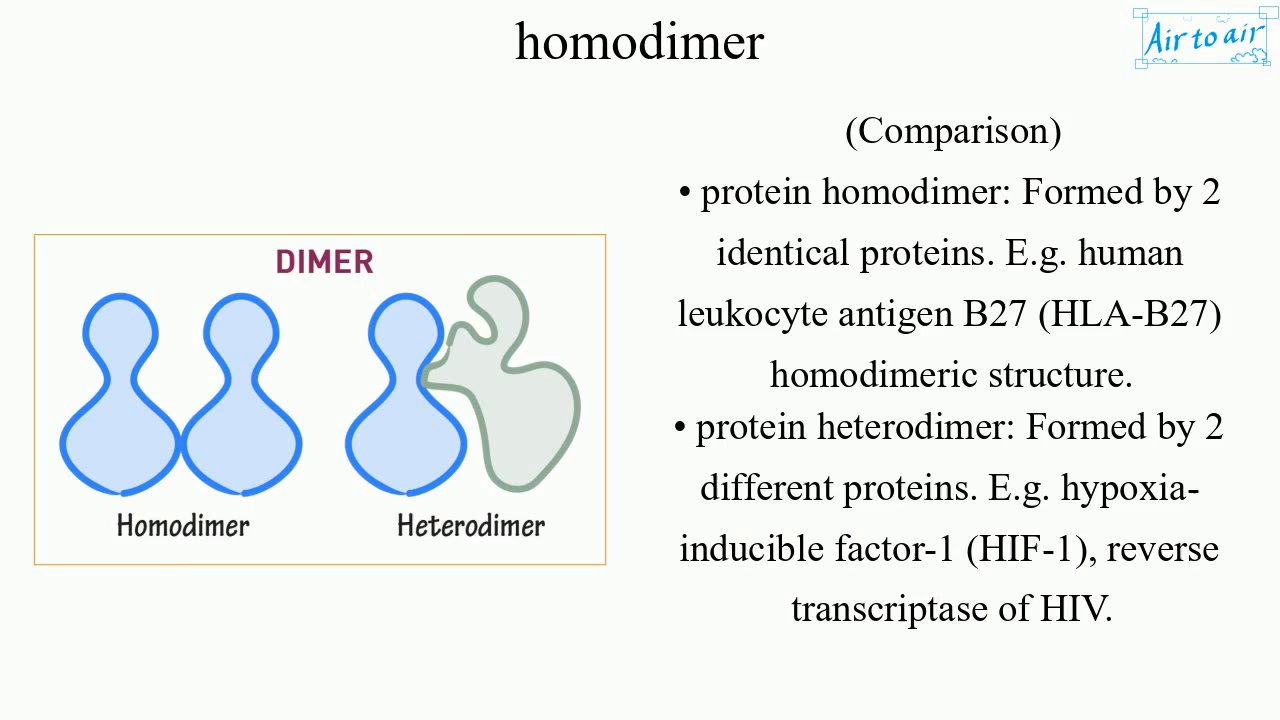 homodimer
Air to air
(Comparison)
• protein homodimer: Formed by 2
identical proteins. E.g. human
leukocyte antigen B27 (HLA-B27)
homodimeric structure.
• protein heterodimer: Formed by 2
different proteins. E.g. hypoxia-
inducible factor-1 (HIF-1), reverse
transcriptase of HIV.
DIMER
Homodimer
Heterodimer